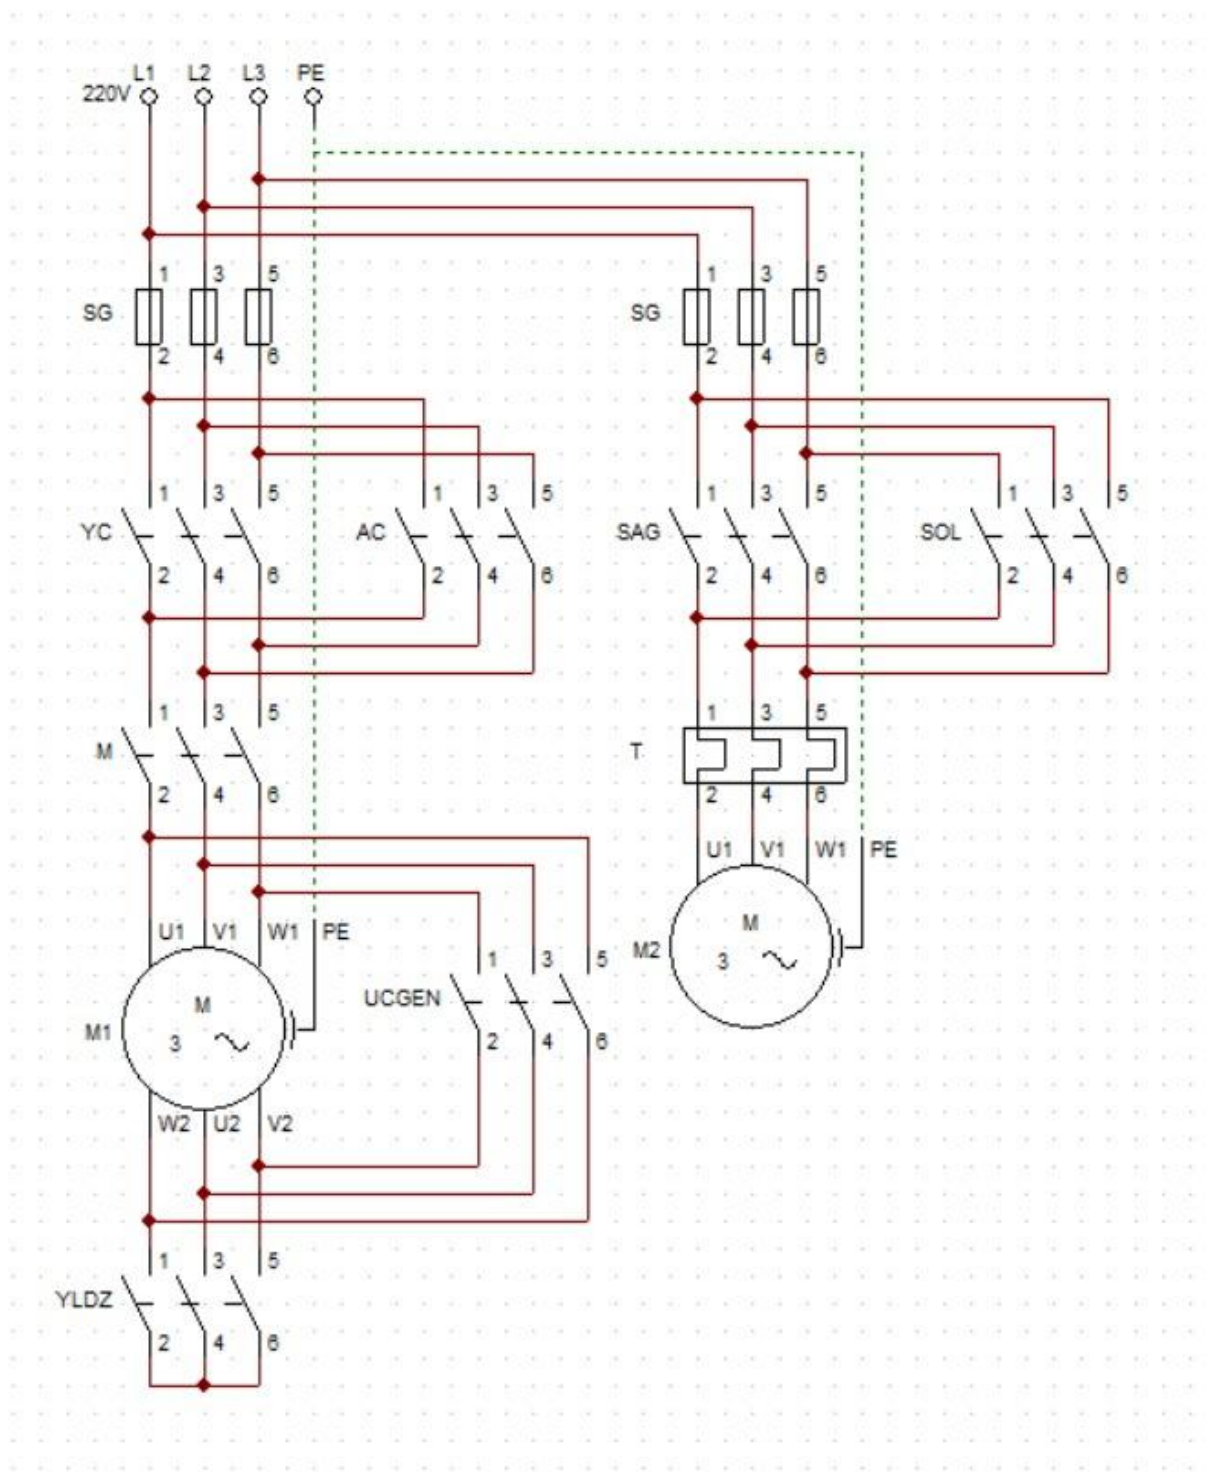 L1 L2 L3 PE
220V
1 3 5 1 3 5
SG SG
2 4 6 2 4 6
1 3 5 1 3 5 1 3 5 1 3 5
YC AC SAG SOL
2 4 6 2 4 6 2 4 6 2 4 6
1 3 5 1 3 5
M T
2 4 6 2 4 6
U1 V1 W1 PE
U1 V1 W1 PE
M
M2 3
1 3 5
UCGEN
M
M1 3
2 4 6
W2 U2 V2
1 3 5
YLDZ
2 4 6